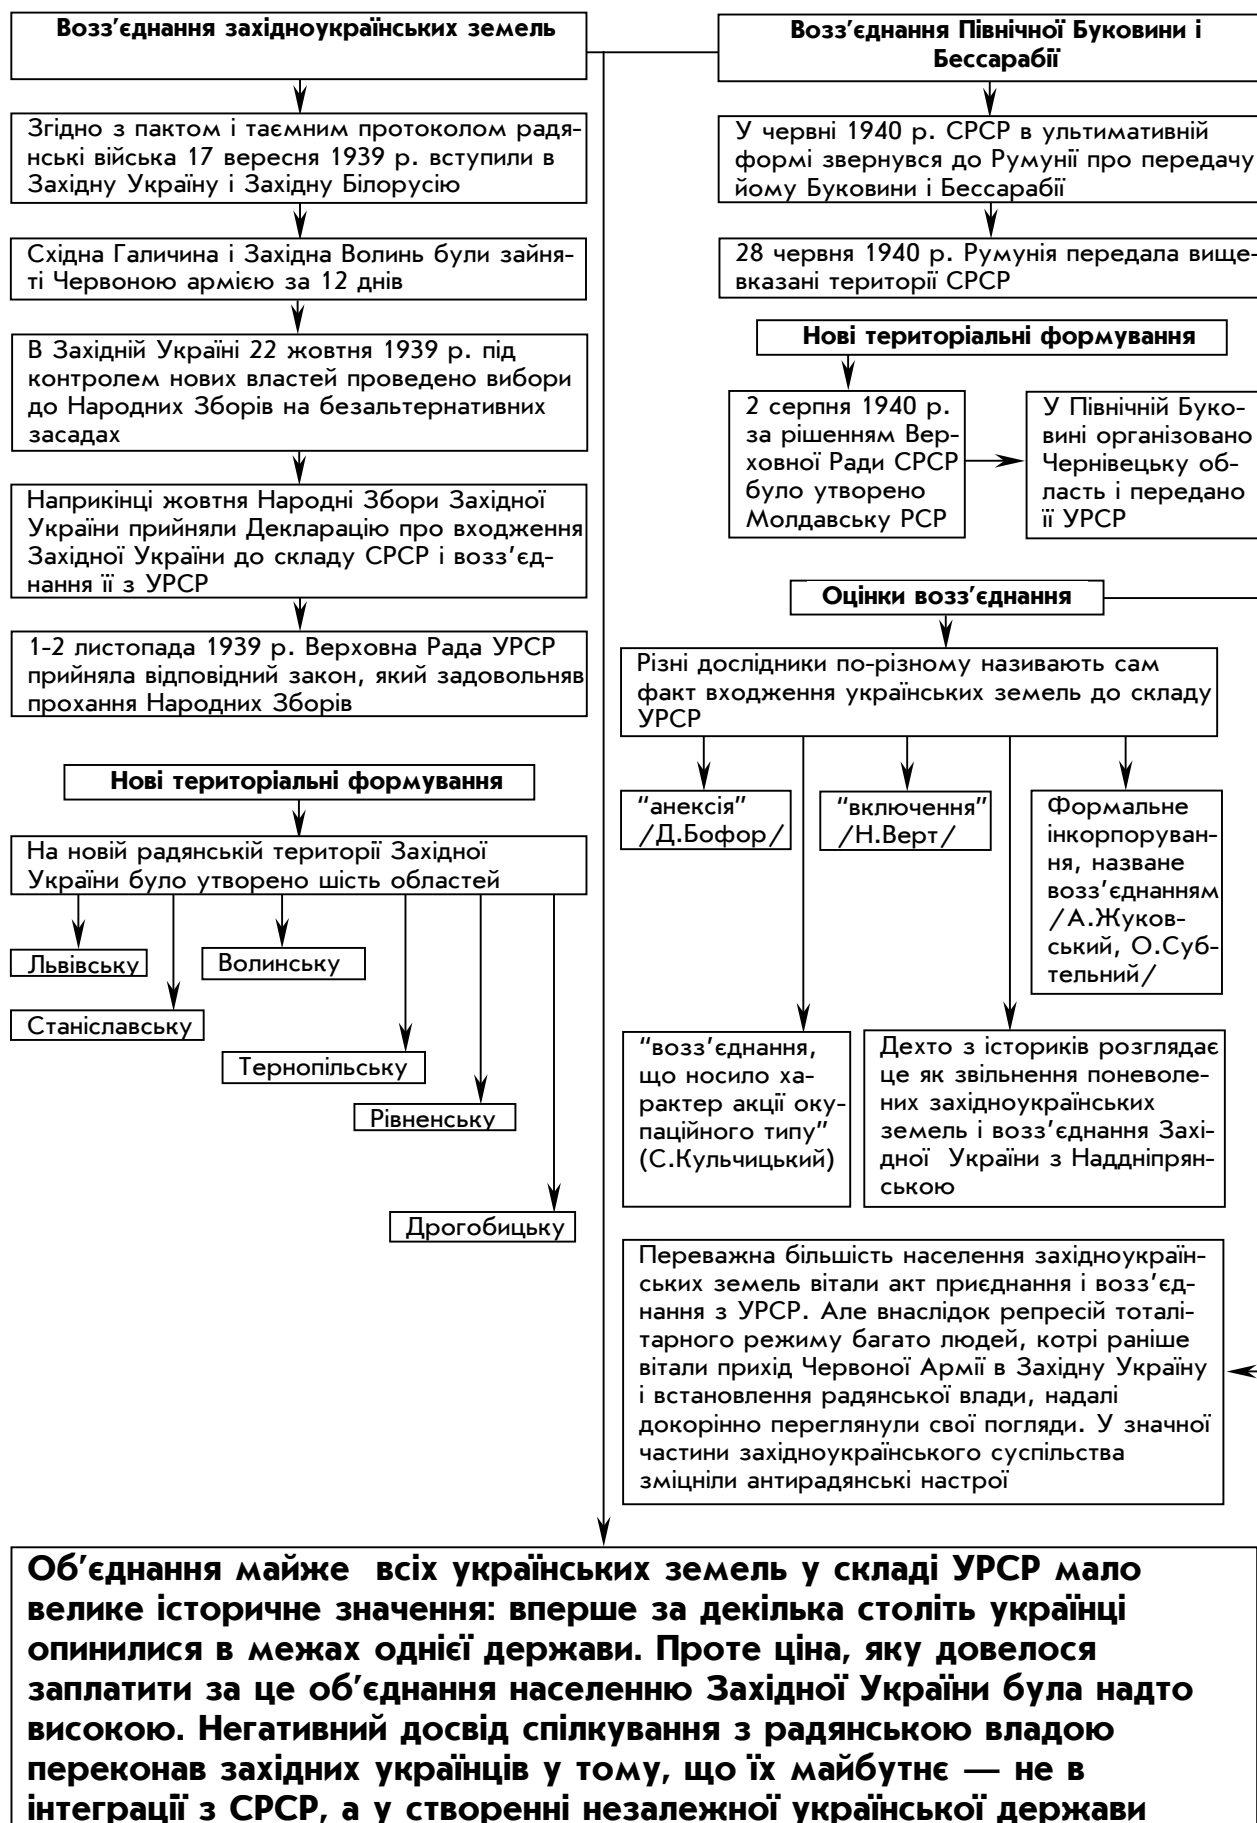 Возз'єднання західноукраїнських земель
Згідно з пактом і таємним протоколом радя-
нські війська 17 вересня 1939 р. вступили в
Західну Україну і Західну Білорусію
Східна Галичина і Західна Волинь були зайня-
ті Червоною армією за 12 днів
В Західній Україні 22 жовтня 1939 р. під
контролем нових властей проведено вибори
до Народних Зборів на безальтернативних
засадах
Наприкінці жовтня Народні Збори Західної
України прийняли Декларацію про входження
Західної України до складу СРСР і возз'єд-
нання її з УРСР
1-2 листопада 1939 р. Верховна Рада УРСР
прийняла відповідний закон, який задовольняв
прохання Народних Зборів
Нові територіальні формування
На новій радянській території Західної
України було утворено шість областей
Львівську
Волинську
Станіславську
Тернопільську
Рівненську
Дрогобицьку
Возз'єднання Північної Буковини і
Бессарабії
У червні 1940 р. СРСР в ультимативній
формі звернувся до Румунії про передачу
йому Буковини і Бессарабії
28 червня 1940 р. Румунія передала вище-
вказані території СРСР
Нові територіальні формування
2 серпня 1940 р.
за рішенням Вер-
ховної Ради СРСР
було утворено
Молдавську РСР
У Північній Буко-
вині організовано
Чернівецьку об-
ласть і передано
її УРСР
Оцінки возз'єднання
Різні дослідники по-різному називають сам
факт входження українських земель до складу
УРСР
“анексія”
/Д.Бофор/
“включення”
/Н.Верт/
Формальне
інкорпоруван-
ня, назване
возз'єднанням
/А.Жуков-
ський, О.Суб-
тельний/
“возз'єднання,
що носило ха-
рактер акції оку-
паційного типу”
(С.Кульчицький)
Дехто з істориків розглядає
це як звільнення поневоле-
них західноукраїнських
земель і возз'єднання Захі-
дної України з Наддніпрян-
ською
Переважна більшість населення західноукраїн-
ських земель вітали акт приєднання і возз'єд-
нання з УРСР. Але внаслідок репресій тоталі-
тарного режиму багато людей, котрі раніше
вітали прихід Червоної Армії в Західну Україну
і встановлення радянської влади, надалі
докорінно переглянули свої погляди. У значної
частини західноукраїнського суспільства
зміцніли антирадянські настрої
Об'єднання майже всіх українських земель у складі УРСР мало
велике історичне значення: вперше за декілька століть українці
опинилися в межах однієї держави. Проте ціна, яку довелося
заплатити за це об'єднання населенню Західної України була надто
високою. Негативний досвід спілкування з радянською владою
переконав західних українців у тому, що їх майбутнє — не в
інтеграції з СРСР, а у створенні незалежної української держави